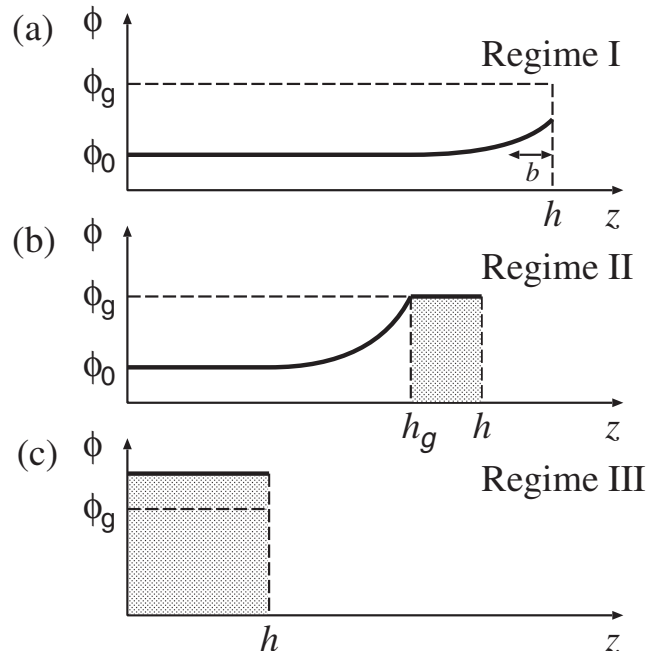 (a) ϕ
Regime I
ϕg
ϕ0
b
h z
(b) ϕ
Regime II
ϕg
ϕ0
hg h z
(c) ϕ
Regime III
ϕg
h z